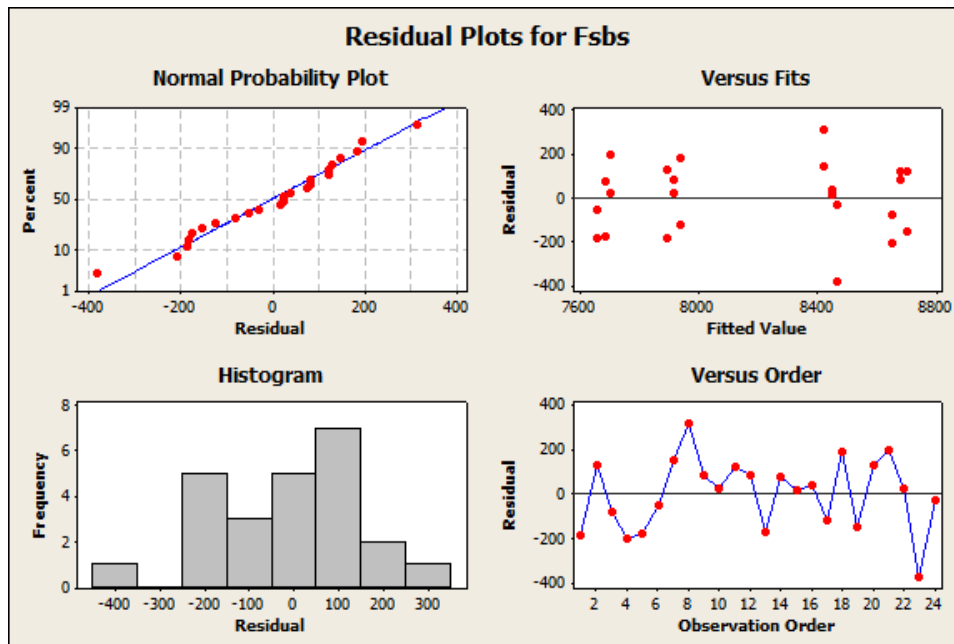 Residual Plots for Fsbs
Normal Probability Plot
99
90
50
10
1
Percent
-400 -200 0 200 400
Residual
Versus Fits
400
200
0
-200
-400
Residual
7600 8000 8400 8800
Fitted Value
Histogram
8
6
4
2
0
Frequency
-400 -300 -200 -100 0 100 200 300
Residual
Versus Order
400
200
0
-200
-400
Residual
2 4 6 8 10 12 14 16 18 20 22 24
Observation Order